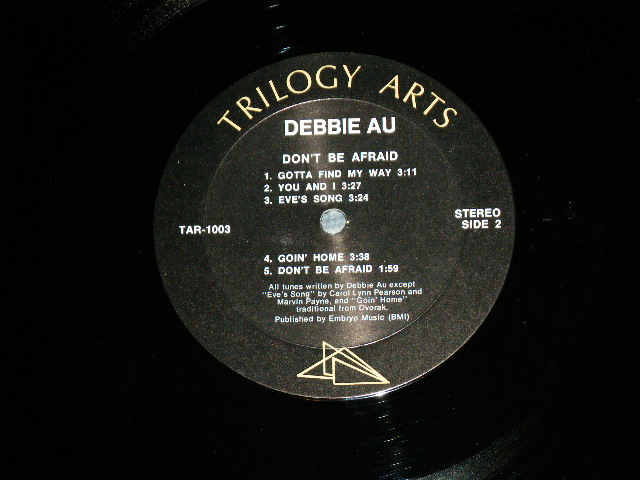 TRILOGY ARTS
DEBBIE AU
DON'T BE AFRAID
1. GOTTA FIND MY WAY 3:11
2. YOU AND I 3:27
3. EVE'S SONG 3:24
TAR-1003
STEREO
SIDE 2
4. GOIN' HOME 3:38
5. DON'T BE AFRAID 1:59
All tunes written by Debbie Au except
"Eve's Song" by Carol Lynn Pearson and
Marvin Payne, and "Goin' Home"
traditional from Dvorak.
Published by Embryo Music (BMI)